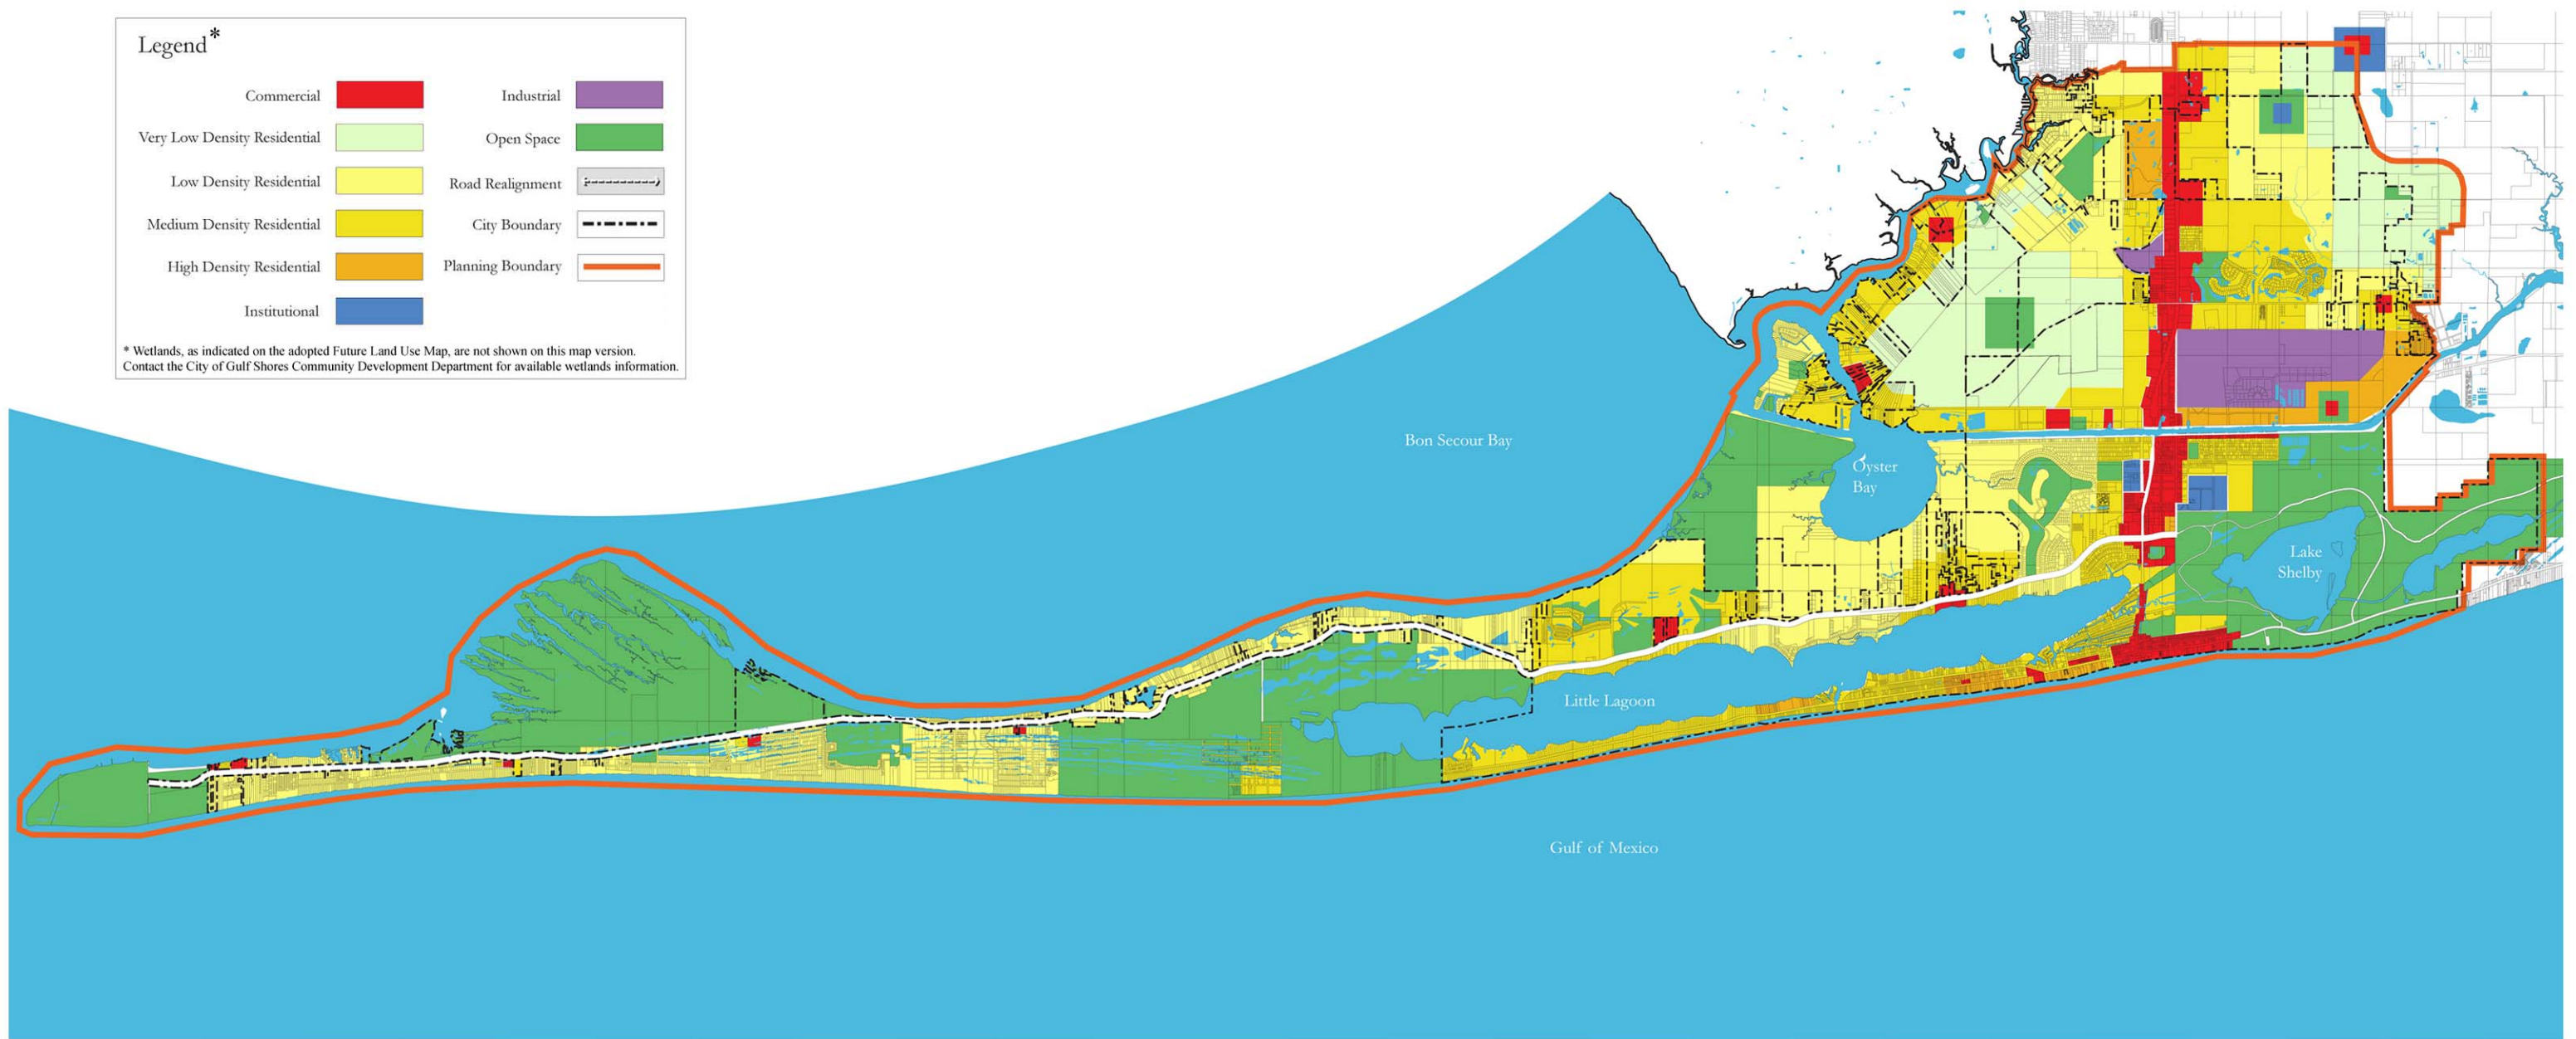 Legend*
Commercial
Very Low Density Residential
Low Density Residential
Medium Density Residential
High Density Residential
Institutional
Industrial
Open Space
Road Realignment
City Boundary
Planning Boundary
* Wetlands, as indicated on the adopted Future Land Use Map, are not shown on this map version.
Contact the City of Gulf Shores Community Development Department for available wetlands information.
Bon Secour Bay
Oyster
Bay
Lake
Shelby
Little Lagoon
Gulf of Mexico